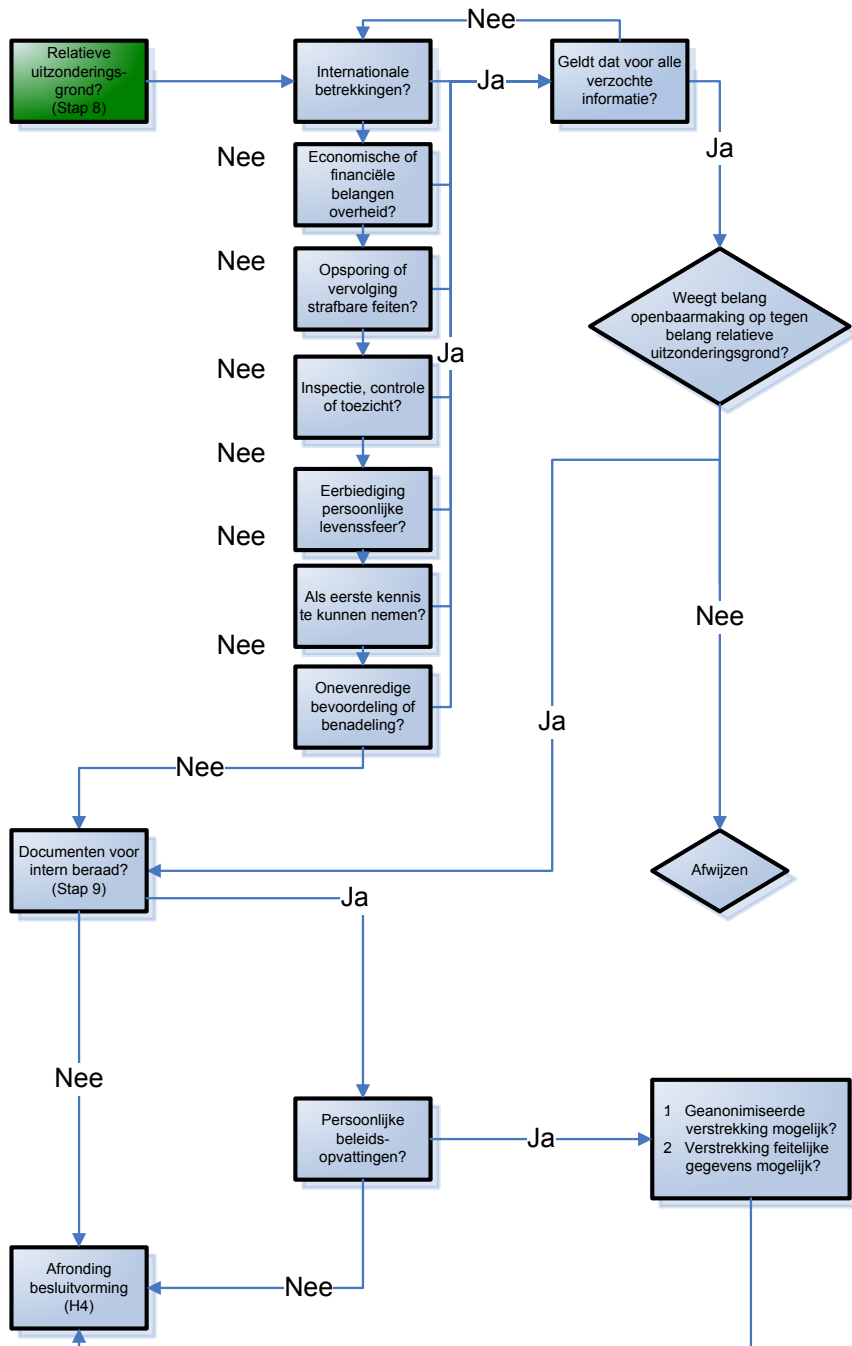 Nee
Relatieve
uitzonderings-
grond?
(Stap 8)
Internationale
betrekkingen?
Ja
Geldt dat voor alle
verzochte
informatie?
Ja
Nee
Economische of
financiële
belangen
overheid?
Nee
Opsporing of
vervolging
strafbare feiten?
Weegt belang
openbaarmaking op tegen
belang relatieve
uitzonderingsgrond?
Ja
Nee
Inspectie, controle
of toezicht?
Nee
Eerbiediging
persoonlijke
levenssfeer?
Nee
Als eerste kennis
te kunnen nemen?
Nee
Nee
Onevenredige
bevoordeling of
benadeling?
Ja
Nee
Documenten voor
intern beraad?
(Stap 9)
Afwijzen
Ja
Nee
Persoonlijke
beleids-
opvattingen?
Ja
1 Geanonimiseerde
verstrekking mogelijk?
2 Verstrekking feitelijke
gegevens mogelijk?
Afronding
besluitvorming
(H4)
Nee